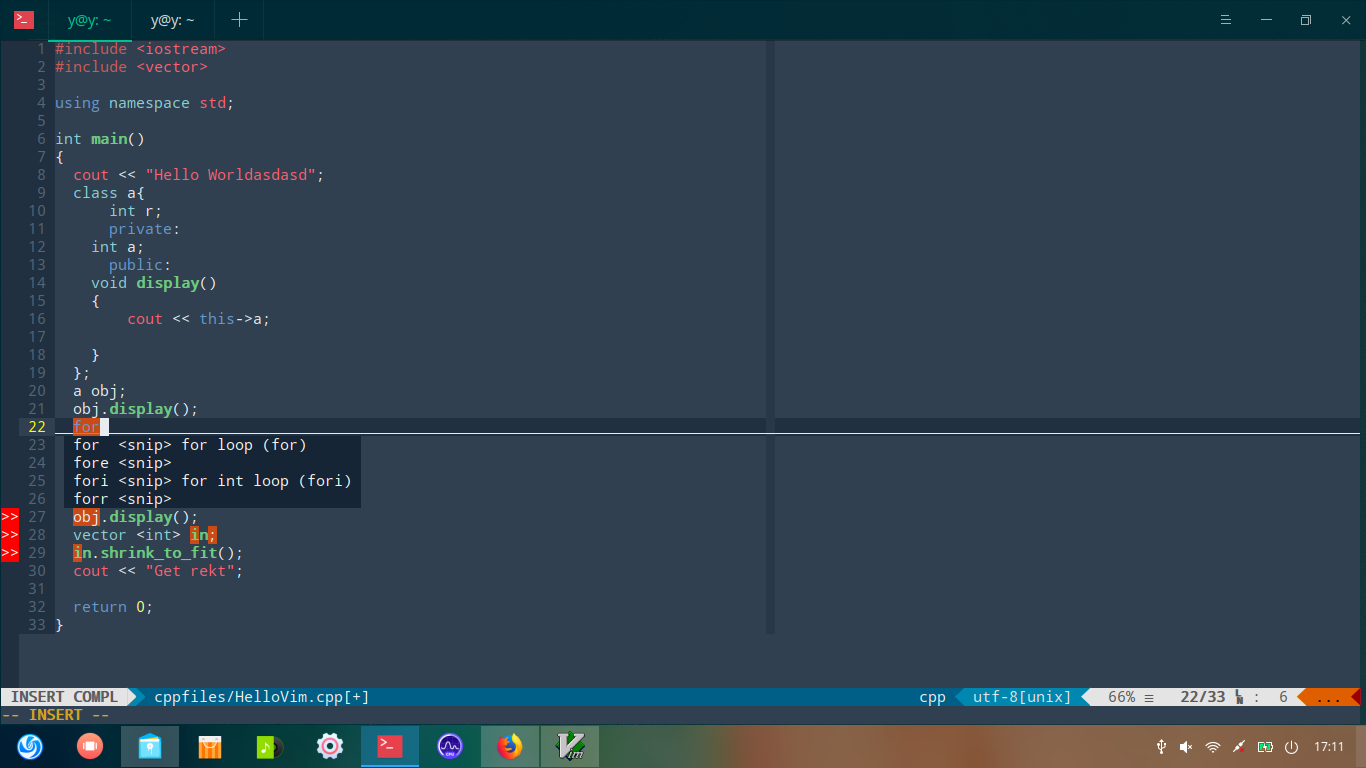 y@y: ~ y@y: ~
1 #include <iostream>
2 #include <vector>
3
4 using namespace std;
5
6 int main()
7 {
8 cout << "Hello Worldasdasd";
9 class a{
10 int r;
11 private:
12 int a;
13 public:
14 void display()
15 {
16 cout << this->a;
17
18 }
19 };
20 a obj;
21 obj.display();
22 for
23 for <snip> for loop (for)
24 fore <snip>
25 fori <snip> for int loop (fori)
26 forr <snip>
>> 27 obj.display();
>> 28 vector <int> in;
>> 29 in.shrink_to_fit();
30 cout << "Get rekt";
31
32 return 0;
33 }
INSERT COMPL cppfiles/HelloVim.cpp[+] cpp utf-8[unix] 66% ☰ 22/33 ㏑ : 6 ...
-- INSERT --
CPU Vim 17:11